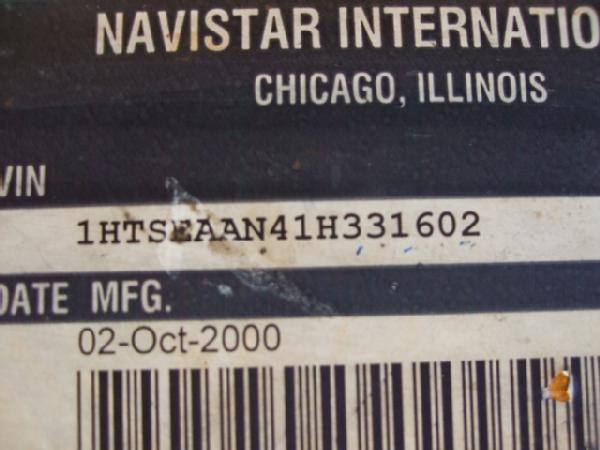 NAVISTAR INTERNATIO
CHICAGO, ILLINOIS
VIN
1HTSEAAN41H331602
DATE MFG.
02-Oct-2000